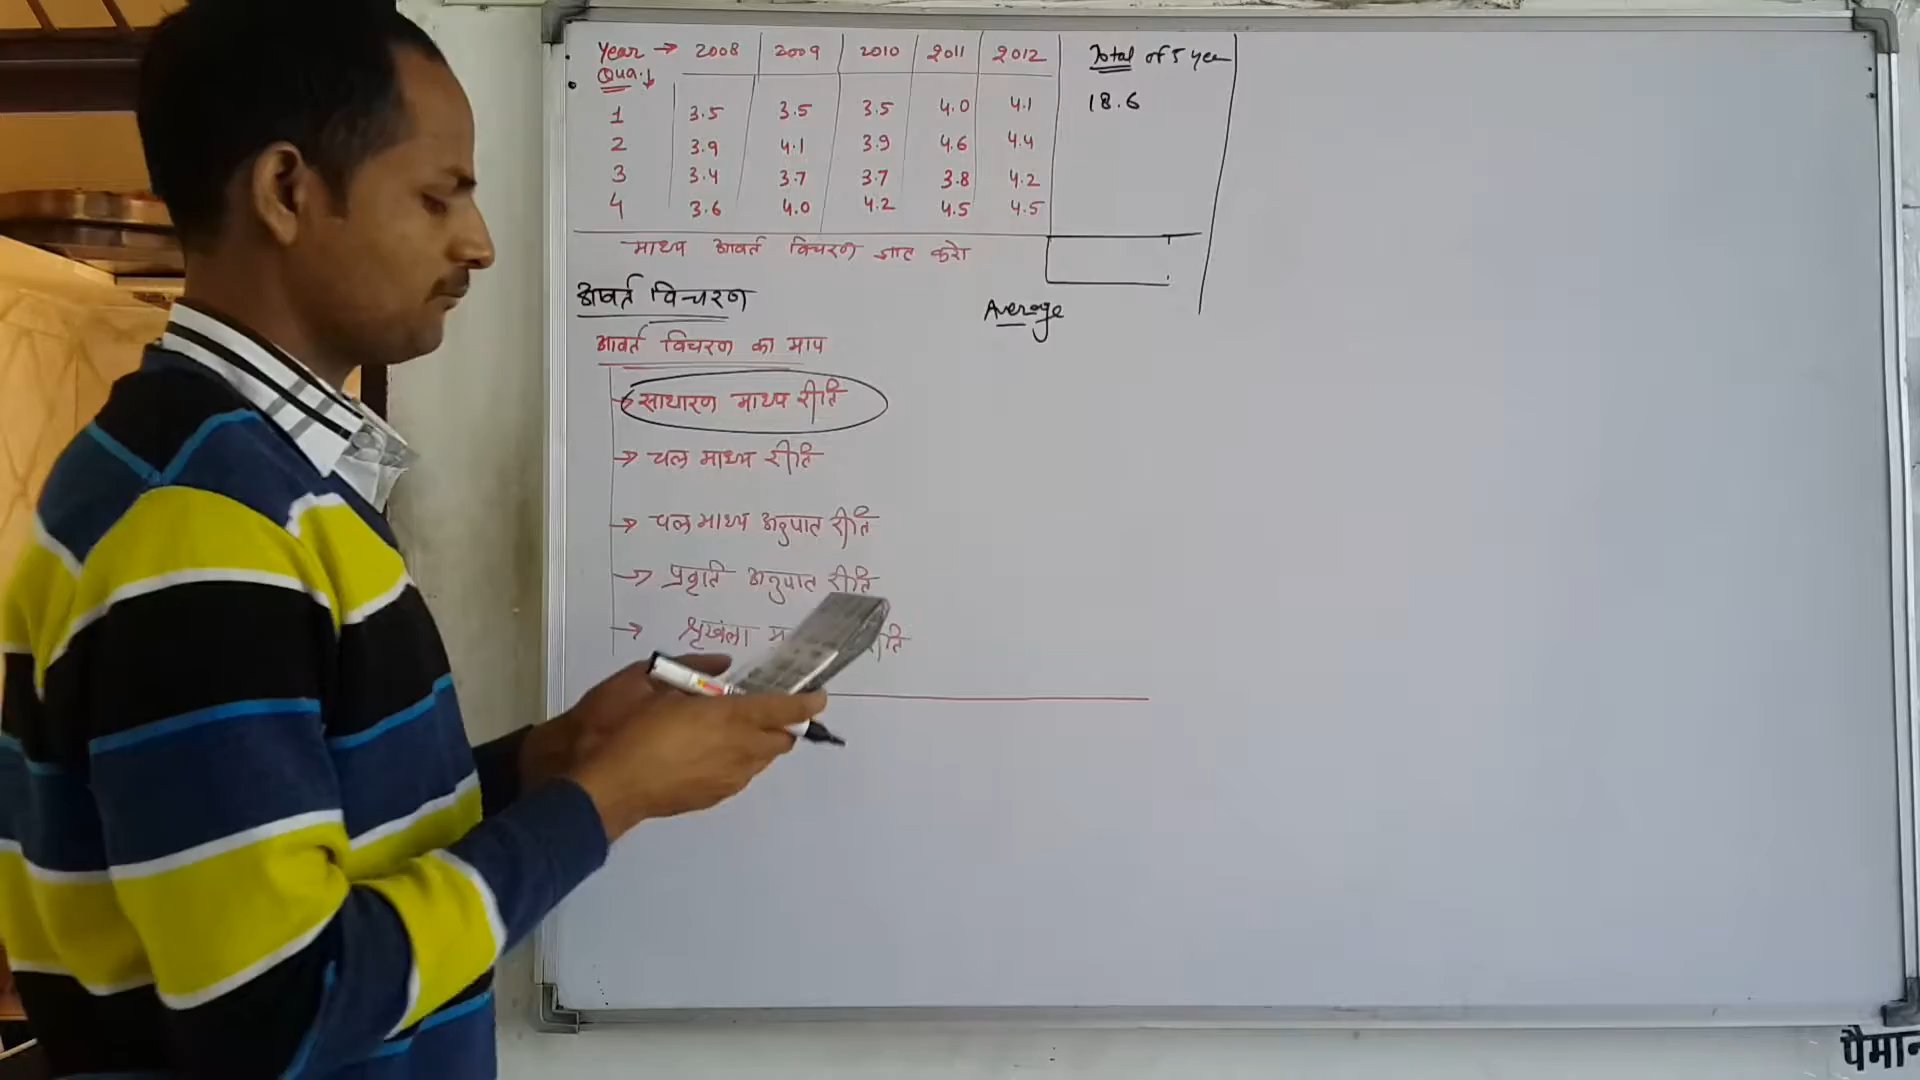 Year → 2008 2009 2010 2011 2012 Total of 5 year
Qua. ↓
1 3.5 3.5 3.5 4.0 4.1 18.6
2 3.9 4.1 3.9 4.6 4.4
3 3.4 3.7 3.7 3.8 4.2
4 3.6 4.0 4.2 4.5 4.5
माध्य आवर्त विचरण ज्ञात करो
आवर्त विचरण
Average
आवर्त विचरण का माप
→ साधारण माध्य रीति
→ चल माध्य रीति
→ चल माध्य अनुपात रीति
→ प्रवृति अनुपात रीति
→ श्रृखंला